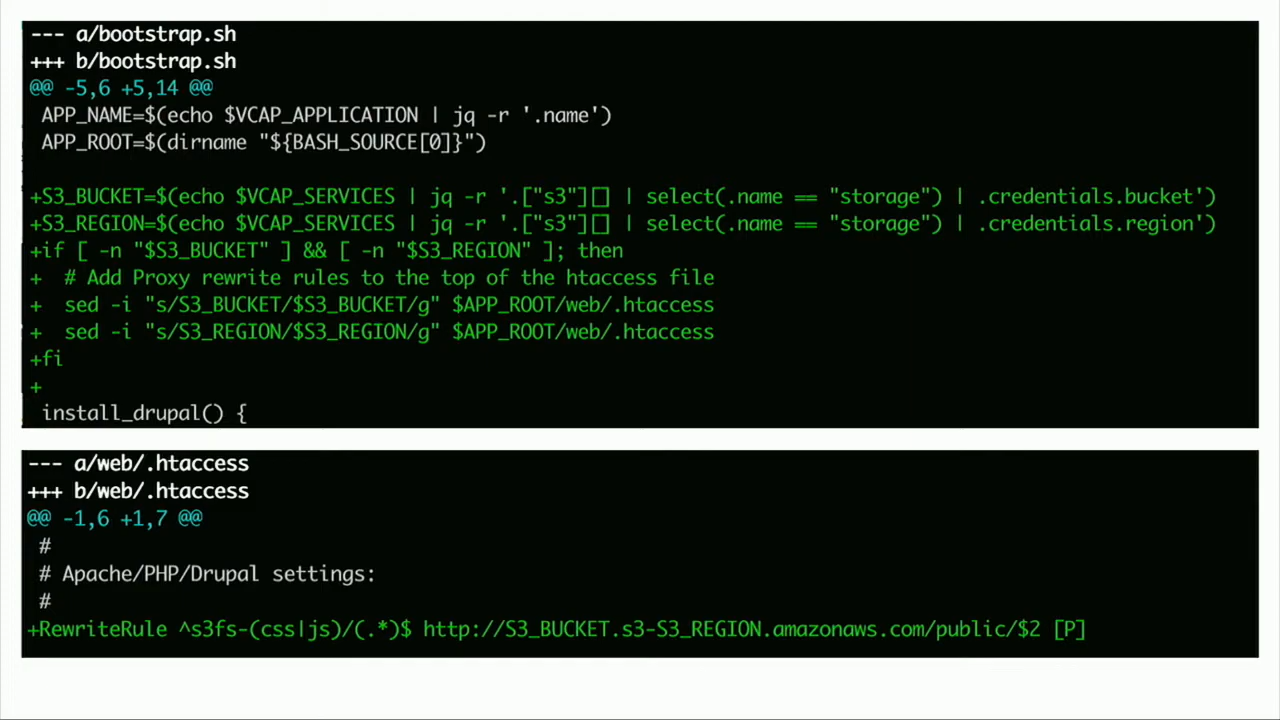 --- a/bootstrap.sh
+++ b/bootstrap.sh
@@ -5,6 +5,14 @@
APP_NAME=$(echo $VCAP_APPLICATION | jq -r '.name')
APP_ROOT=$(dirname "${BASH_SOURCE[0]}")
+S3_BUCKET=$(echo $VCAP_SERVICES | jq -r '.["s3"][] | select(.name == "storage") | .credentials.bucket')
+S3_REGION=$(echo $VCAP_SERVICES | jq -r '.["s3"][] | select(.name == "storage") | .credentials.region')
+if [ -n "$S3_BUCKET" ] && [ -n "$S3_REGION" ]; then
+  # Add Proxy rewrite rules to the top of the htaccess file
+  sed -i "s/S3_BUCKET/$S3_BUCKET/g" $APP_ROOT/web/.htaccess
+  sed -i "s/S3_REGION/$S3_REGION/g" $APP_ROOT/web/.htaccess
+fi
+
install_drupal() {
--- a/web/.htaccess
+++ b/web/.htaccess
@@ -1,6 +1,7 @@
#
# Apache/PHP/Drupal settings:
#
+RewriteRule ^s3fs-(css|js)/(.*)$ http://S3_BUCKET.s3-S3_REGION.amazonaws.com/public/$2 [P]